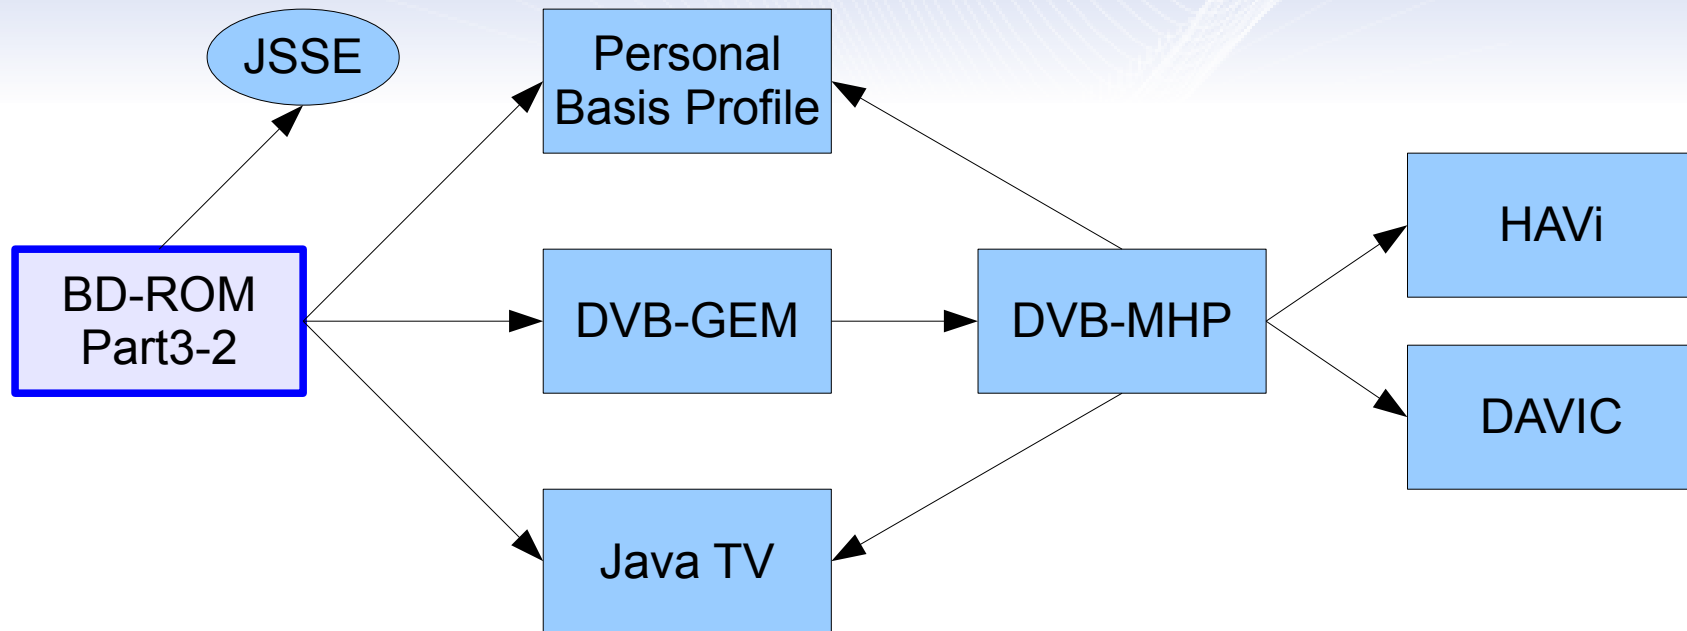 JSSE
Personal
Basis Profile
HAVi
BD-ROM
Part3-2
DVB-GEM
DVB-MHP
DAVIC
Java TV